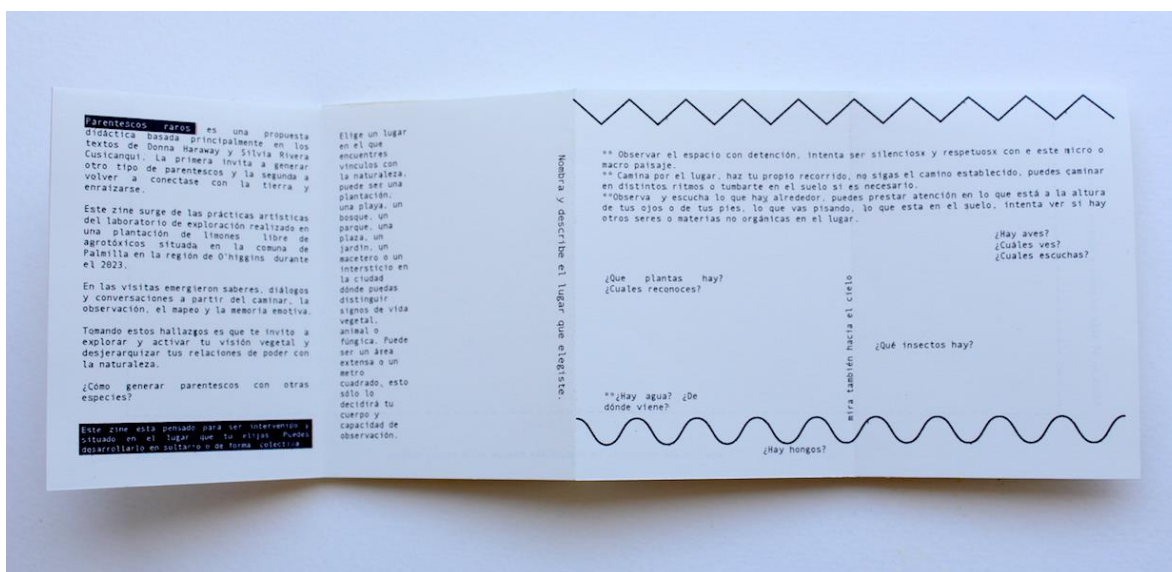 Parentescos raros es una propuesta
didáctica basada principalmente en los
textos de Donna Haraway y Silvia Rivera
Cusicanqui. La primera invita a generar
otro tipo de parentescos y la segunda a
volver a conectase con la tierra y
enraizarse.
Este zine surge de las prácticas artísticas
del laboratorio de exploración realizado en
una plantación de limones libre de
agrotóxicos situada en la comuna de
Palmilla en la región de O'higgins durante
el 2023.
En las visitas emergieron saberes, diálogos
y conversaciones a partir del caminar, la
observación, el mapeo y la memoria emotiva.
Tomando estos hallazgos es que te invito a
explorar y activar tu visión vegetal y
desjerarquizar tus relaciones de poder con
la naturaleza.
¿Cómo generar parentescos con otras
especies?
Este zine está pensado para ser intervenido y
situado en el lugar que tu elijas. Puedes
desarrollarlo en solitario o de forma colectiva
Elige un lugar
en el que
encuentres
vínculos con
la naturaleza,
puede ser una
plantación,
una playa, un
bosque, un
parque, una
plaza, un
jardín, un
macetero o un
intersticio en
la ciudad
dónde puedas
distinguir
signos de vida
vegetal,
animal o
fúngica. Puede
ser un área
extensa o un
metro
cuadrado, esto
sólo lo
decidirá tu
cuerpo y
capacidad de
observación.
Nombra y describe el lugar que elegiste.
** Observar el espacio con detención, intenta ser silenciosx y respetuosx con e este micro o
macro paisaje.
** Camina por el lugar, haz tu propio recorrido, no sigas el camino establecido, puedes caminar
en distintos ritmos o tumbarte en el suelo si es necesario.
**Observa y escucha lo que hay alrededor, puedes prestar atención en lo que está a la altura
de tus ojos o de tus pies, lo que vas pisando, lo que esta en el suelo, intenta ver si hay
otros seres o materias no orgánicas en el lugar.
¿Hay aves?
¿Cuáles ves?
¿Cuales escuchas?
¿Que plantas hay?
¿Cuales reconoces?
mira también hacia el cielo
¿Qué insectos hay?
**¿Hay agua? ¿De
dónde viene?
¿Hay hongos?